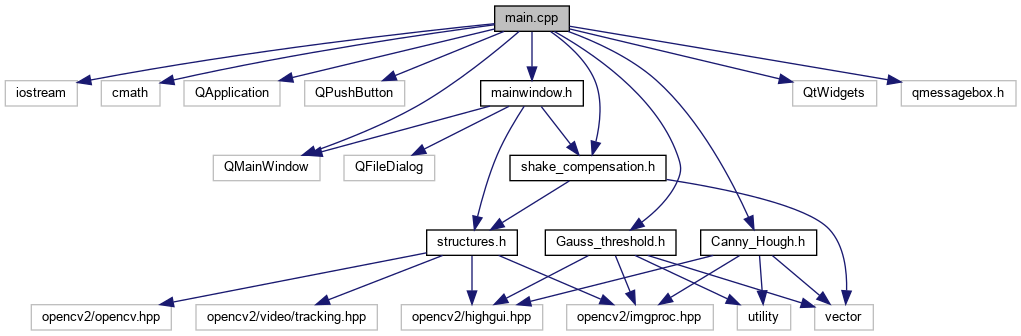 main.cpp
iostream
cmath
QApplication
QPushButton
mainwindow.h
QtWidgets
qmessagebox.h
QMainWindow
QFileDialog
shake_compensation.h
structures.h
Gauss_threshold.h
Canny_Hough.h
opencv2/opencv.hpp
opencv2/video/tracking.hpp
opencv2/highgui.hpp
opencv2/imgproc.hpp
utility
vector